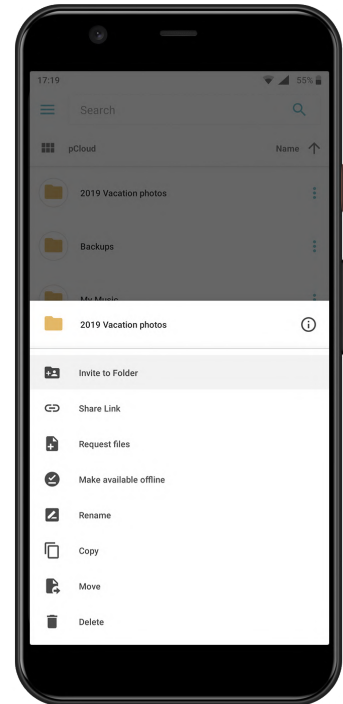 17:19
55%
Search
pCloud
Name
2019 Vacation photos
Backups
My Music
2019 Vacation photos
Invite to Folder
Share Link
Request files
Make available offline
Rename
Copy
Move
Delete